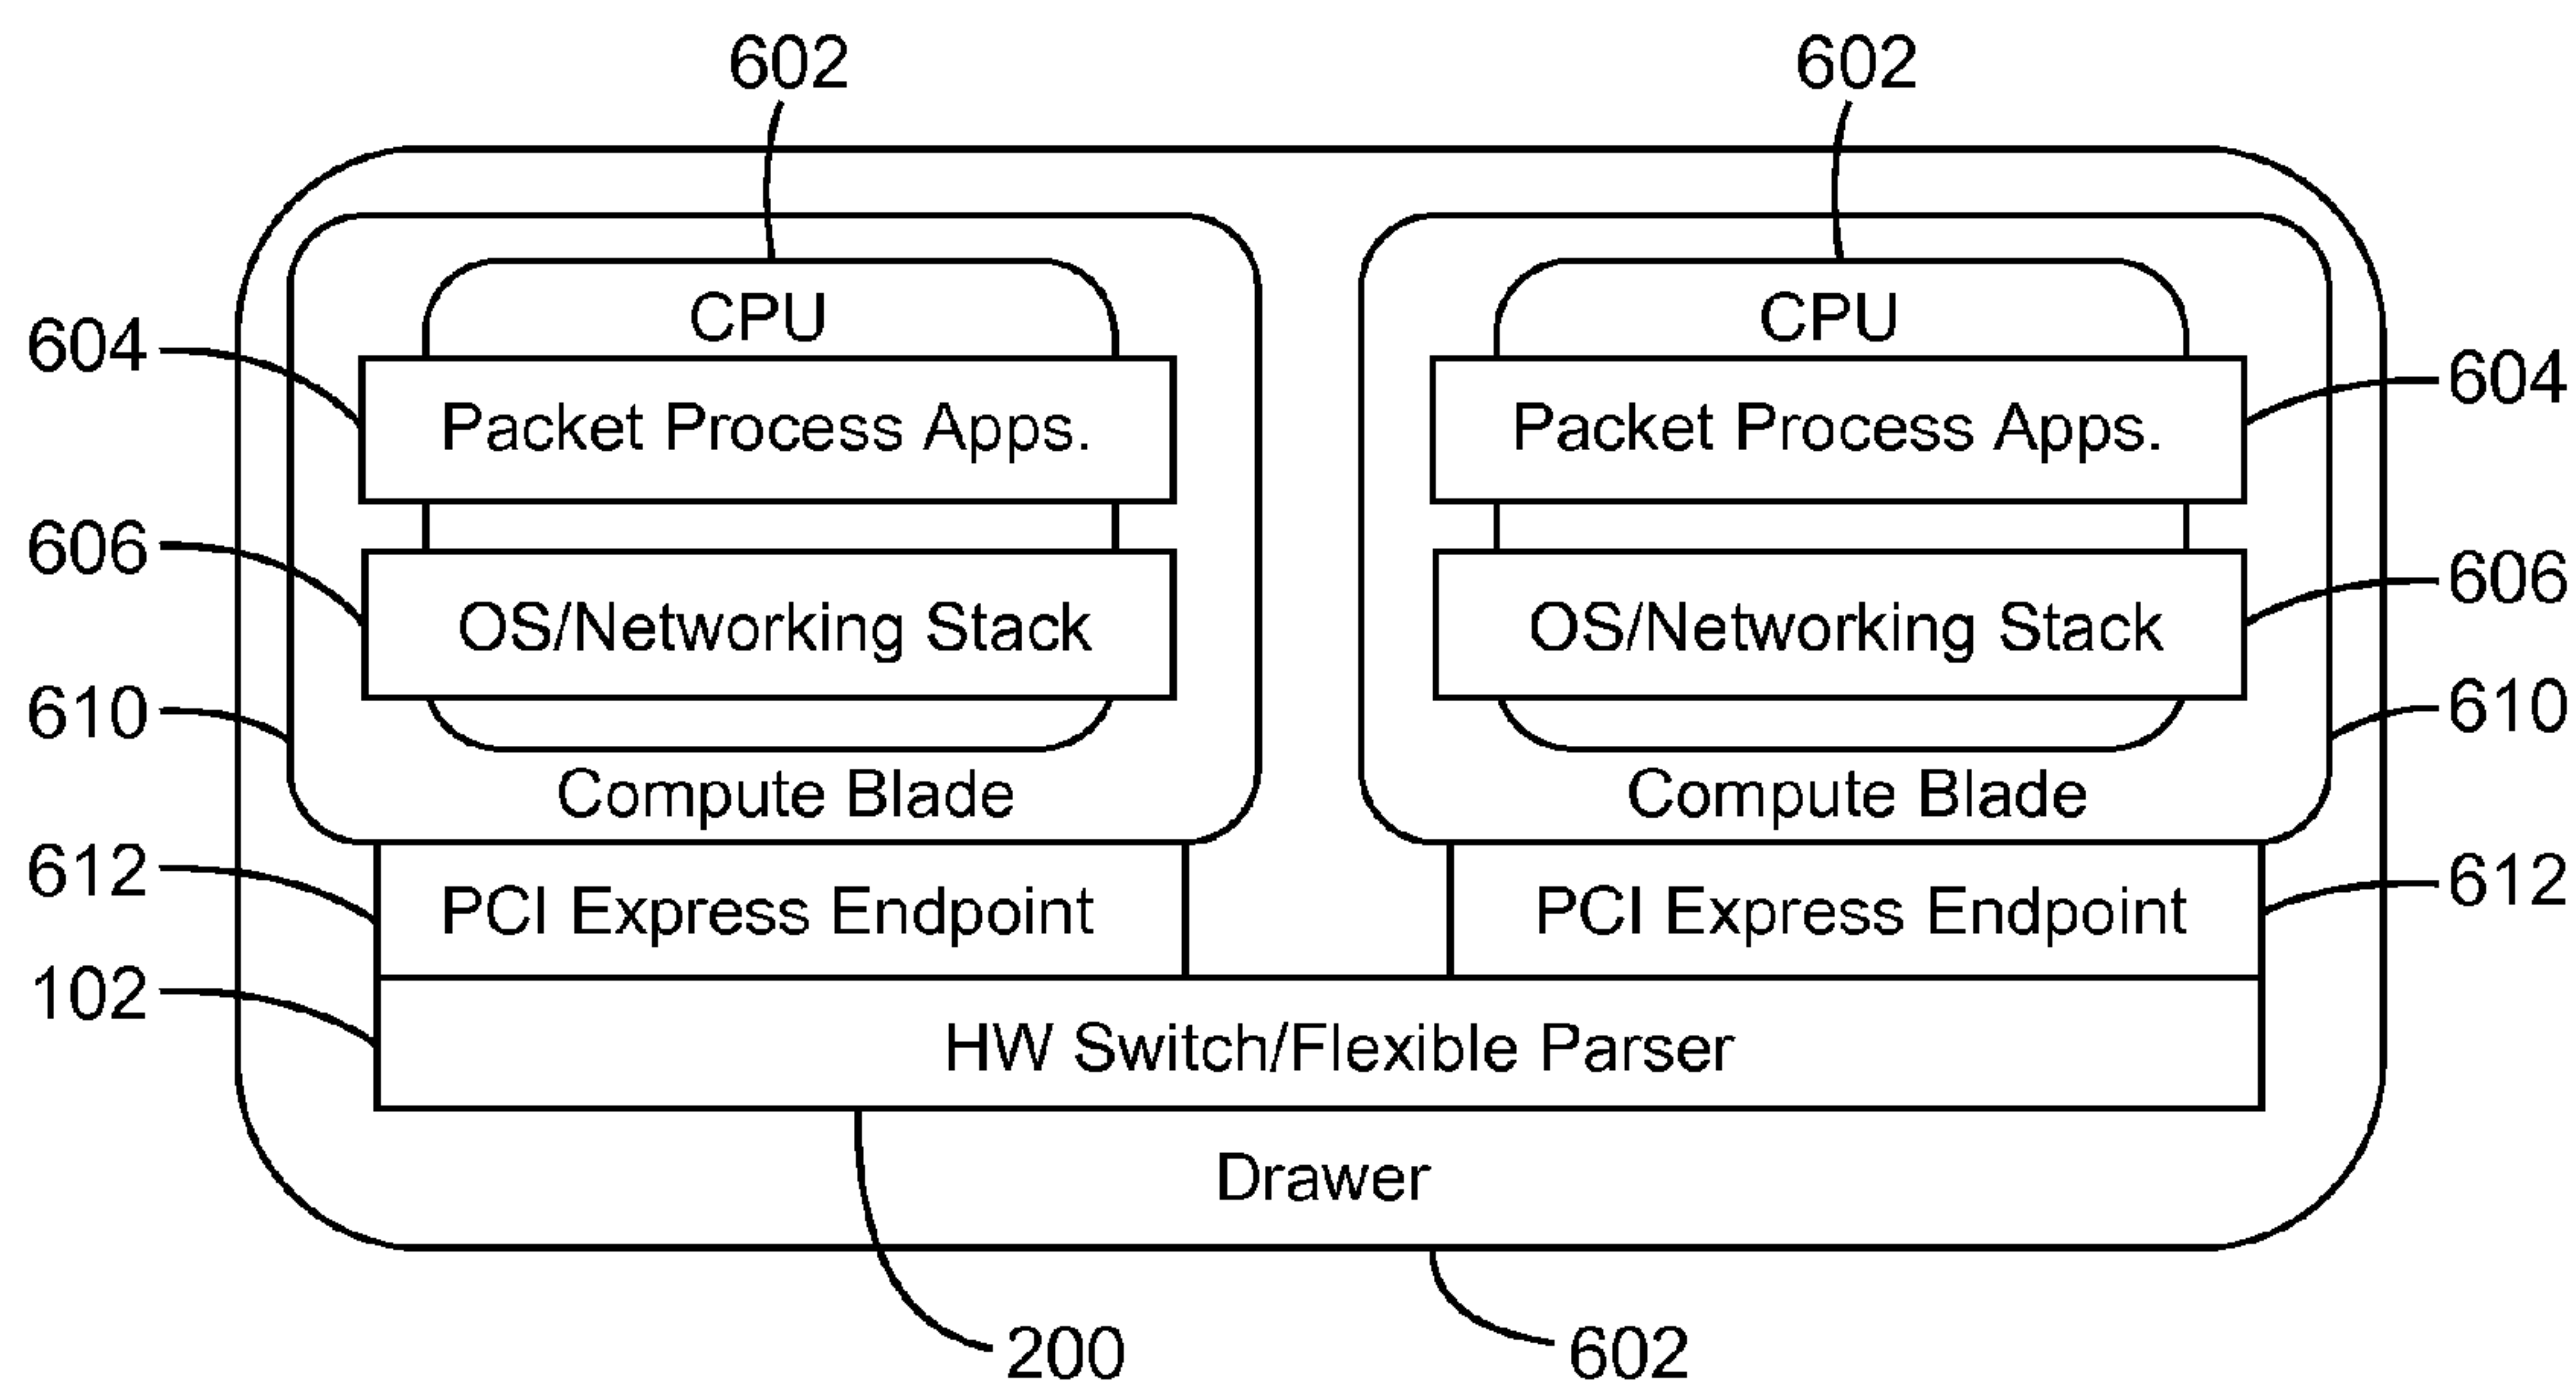 602
602
CPU
CPU
604
604
Packet Process Apps.
Packet Process Apps.
606
606
OS/Networking Stack
OS/Networking Stack
610
610
Compute Blade
Compute Blade
612
612
PCI Express Endpoint
PCI Express Endpoint
102
HW Switch/Flexible Parser
Drawer
200
602